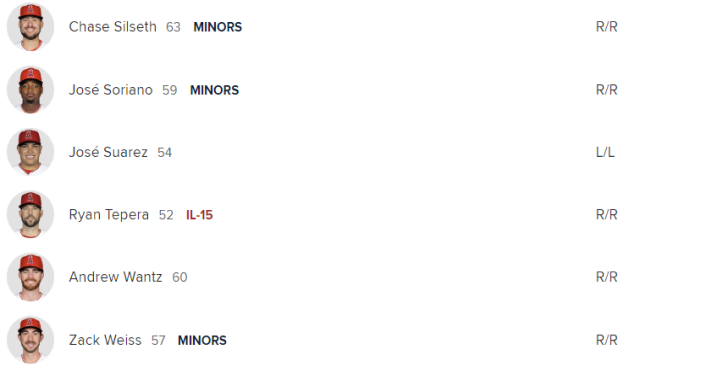 Chase Silseth 63 MINORS R/R
José Soriano 59 MINORS R/R
José Suarez 54 L/L
Ryan Tepera 52 IL-15 R/R
Andrew Wantz 60 R/R
Zack Weiss 57 MINORS R/R